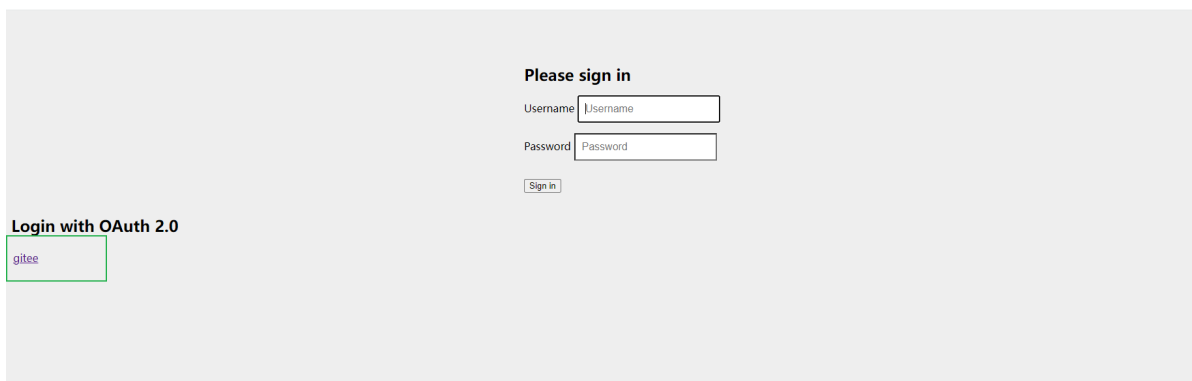 Please sign in
Username Username
Password Password
Sign in
Login with OAuth 2.0
gitee